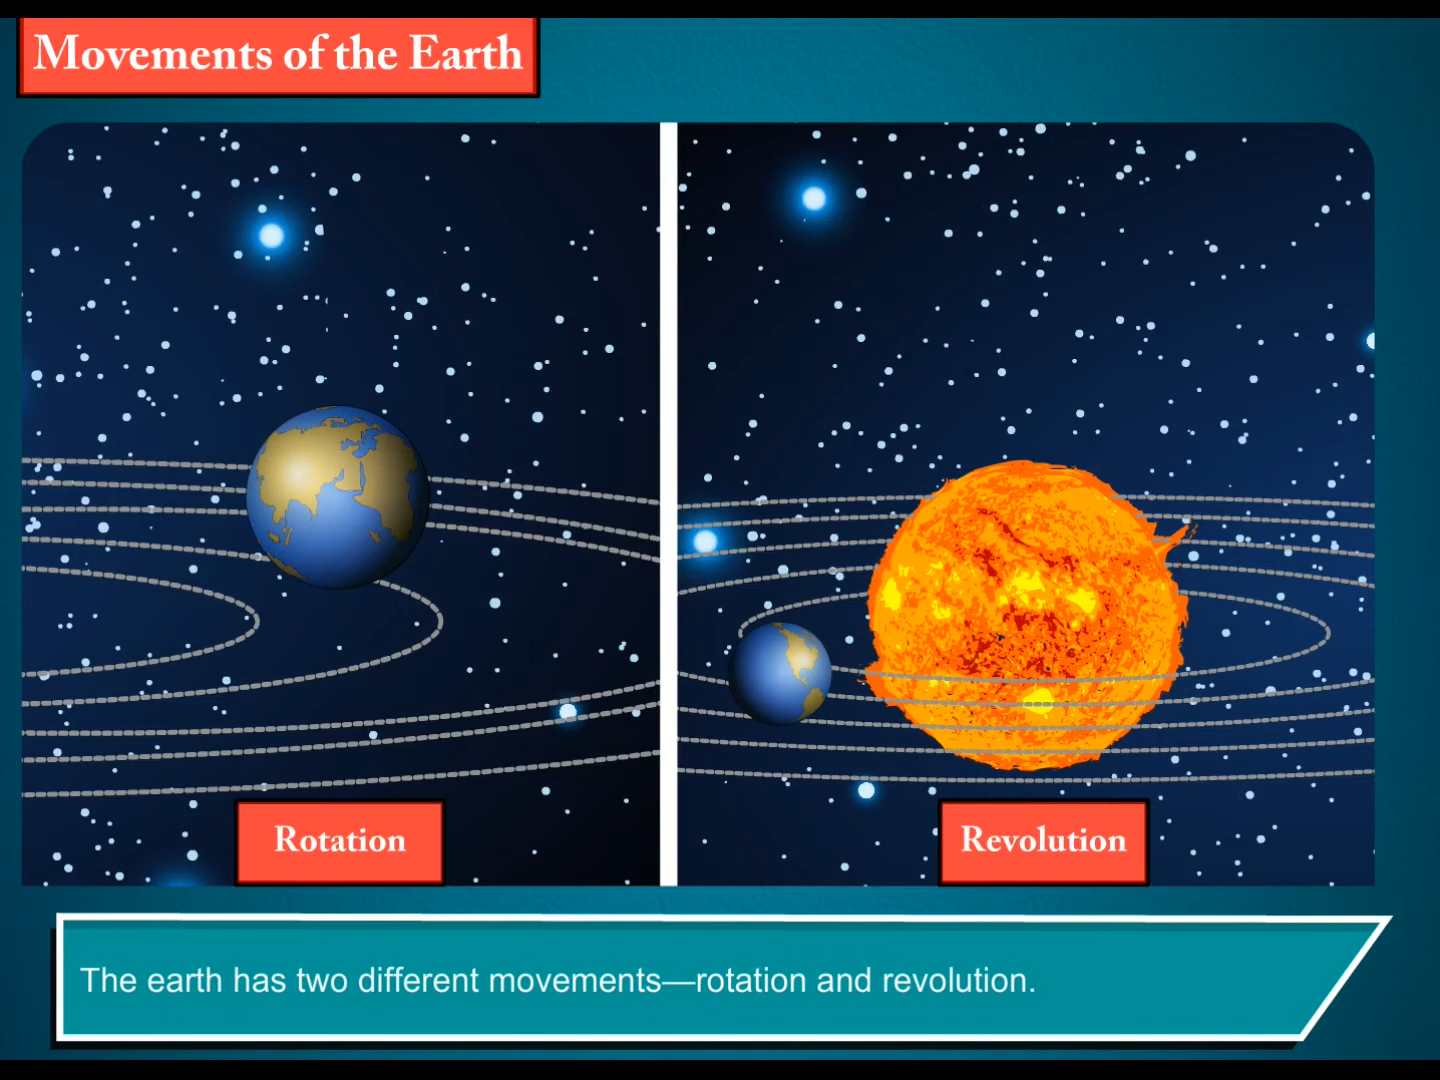 Movements of the Earth
Rotation
Revolution
The earth has two different movements—rotation and revolution.